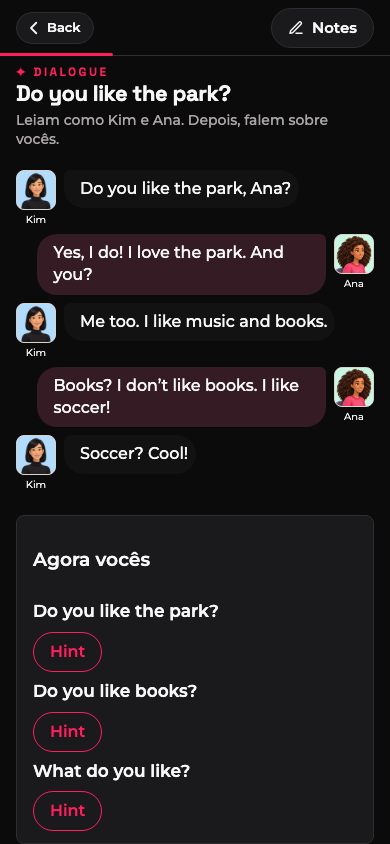 Back
Notes
DIALOGUE
Do you like the park?
Leiam como Kim e Ana. Depois, falem sobre
vocês.
Do you like the park, Ana?
Kim
Yes, I do! I love the park. And
you?
Ana
Me too. I like music and books.
Kim
Books? I don’t like books. I like
soccer!
Ana
Soccer? Cool!
Kim
Agora vocês
Do you like the park?
Hint
Do you like books?
Hint
What do you like?
Hint